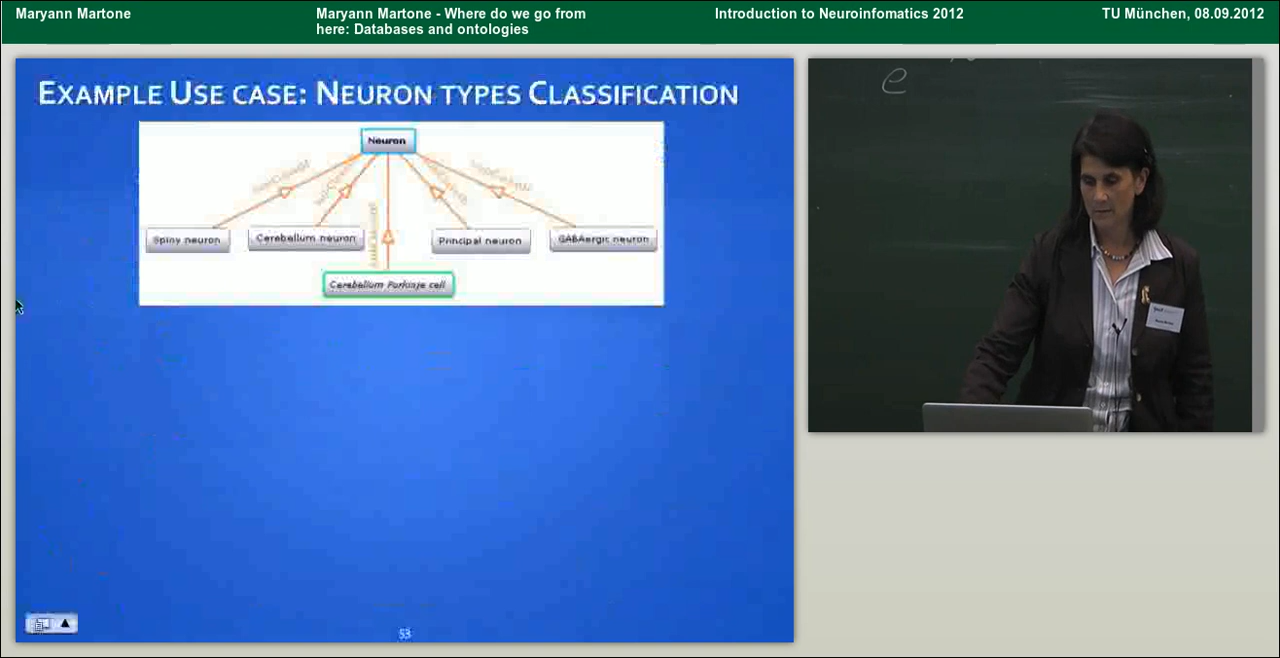 Maryann Martone
Maryann Martone - Where do we go from
here: Databases and ontologies
Introduction to Neuroinfomatics 2012
TU München, 08.09.2012
EXAMPLE USE CASE: NEURON TYPES CLASSIFICATION
Neuron
Spiny neuron
Cerebellum neuron
Principal neuron
GABAergic neuron
Cerebellum Purkinje cell
53
e